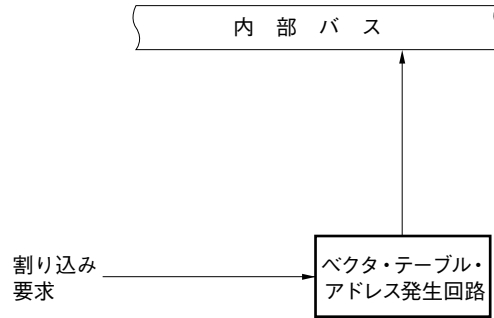 内 部 バ ス
割り込み
要求
ベクタ・テーブル・
アドレス発生回路